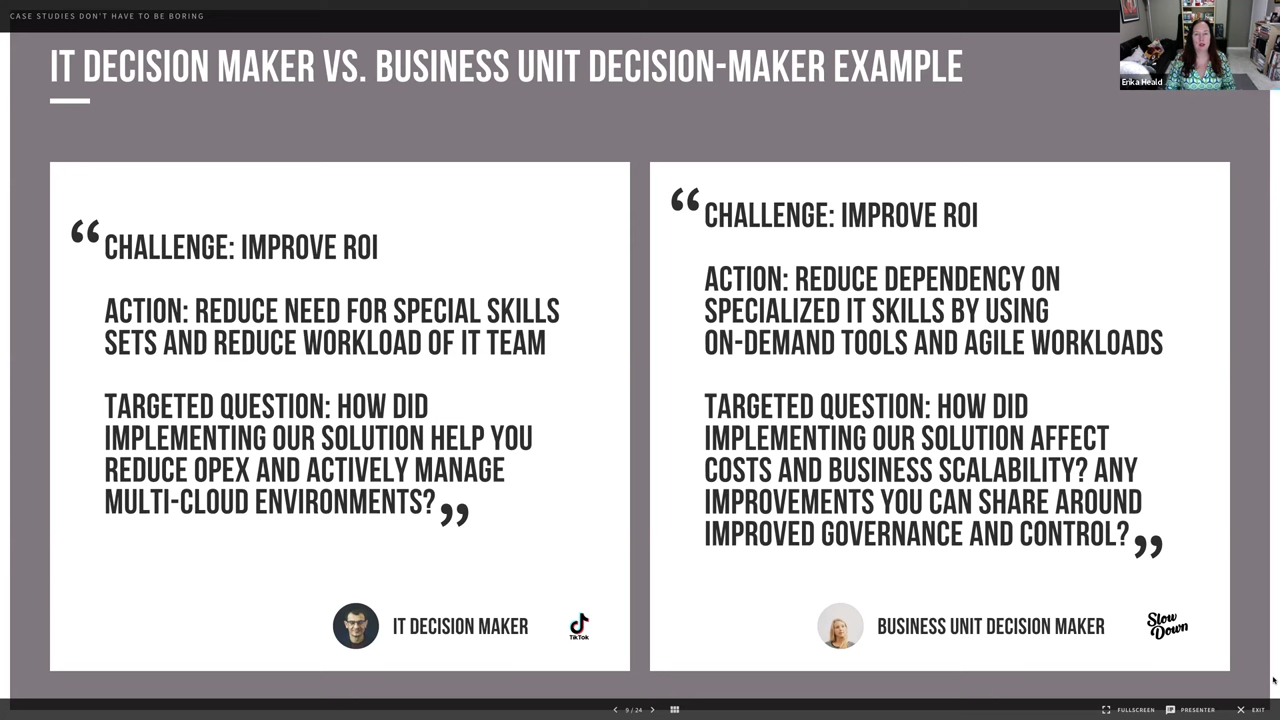 CASE STUDIES DON'T HAVE TO BE BORING
IT DECISION MAKER VS. BUSINESS UNIT DECISION-MAKER EXAMPLE
Erika Heald
“CHALLENGE: IMPROVE ROI
ACTION: REDUCE NEED FOR SPECIAL SKILLS
SETS AND REDUCE WORKLOAD OF IT TEAM
TARGETED QUESTION: HOW DID
IMPLEMENTING OUR SOLUTION HELP YOU
REDUCE OPEX AND ACTIVELY MANAGE
MULTI-CLOUD ENVIRONMENTS?”
IT DECISION MAKER
TikTok
“CHALLENGE: IMPROVE ROI
ACTION: REDUCE DEPENDENCY ON
SPECIALIZED IT SKILLS BY USING
ON-DEMAND TOOLS AND AGILE WORKLOADS
TARGETED QUESTION: HOW DID
IMPLEMENTING OUR SOLUTION AFFECT
COSTS AND BUSINESS SCALABILITY? ANY
IMPROVEMENTS YOU CAN SHARE AROUND
IMPROVED GOVERNANCE AND CONTROL?”
BUSINESS UNIT DECISION MAKER
Slow
Down
9 / 24
FULLSCREEN
PRESENTER
EXIT